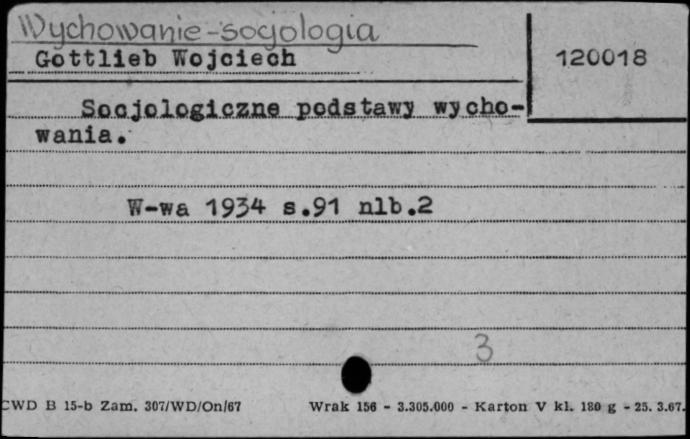 Wychowanie-socjologia
Gottlieb Wojciech
120018
Socjologiczne podstawy wycho-
wania.
W-wa 1934 s.91 nlb.2
3
CWD B 15-b Zam. 307/WD/On/67
Wrak 156 - 3.305.000 - Karton V kl. 180 g - 25. 3.67.